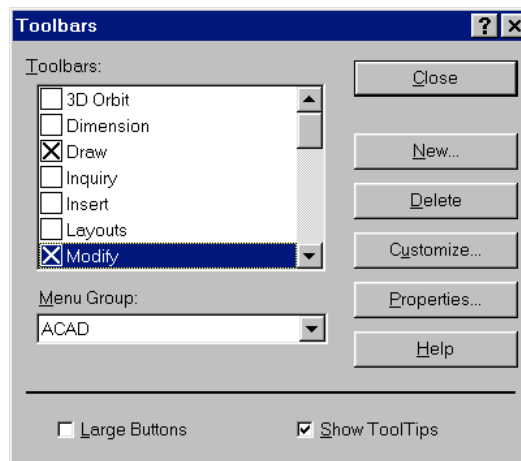 Toolbars
Toolbars:
3D Orbit
Dimension
Draw
Inquiry
Insert
Layouts
Modify
Menu Group:
ACAD
Close
New...
Delete
Customize...
Properties...
Help
Large Buttons
Show ToolTips